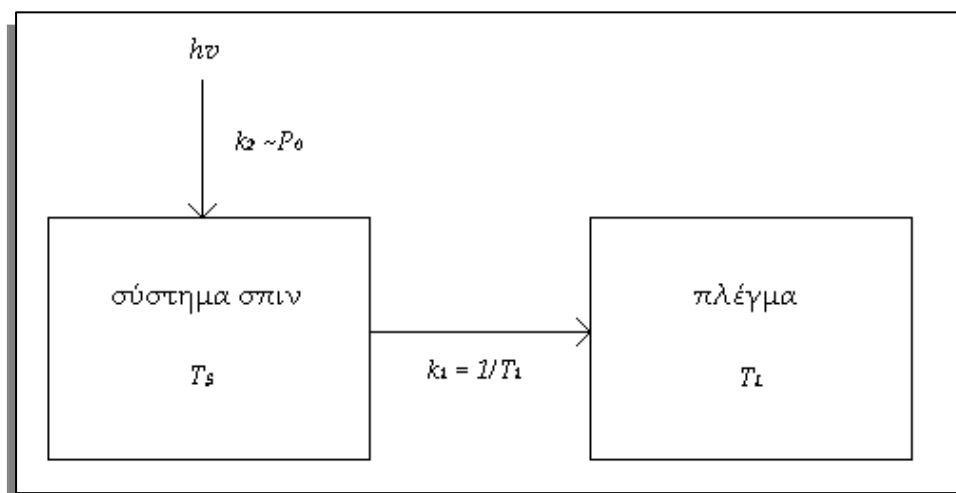 hν
k₂ ~P₀
σύστημα σπιν
T_S
k₁ = 1/T₁
πλέγμα
T_L